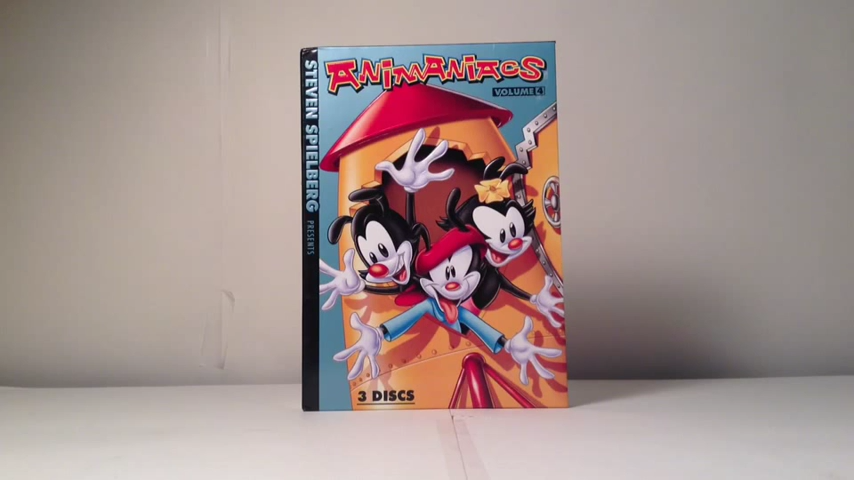 STEVEN SPIELBERG PRESENTS
ANIMANIACS
VOLUME 4
3 DISCS